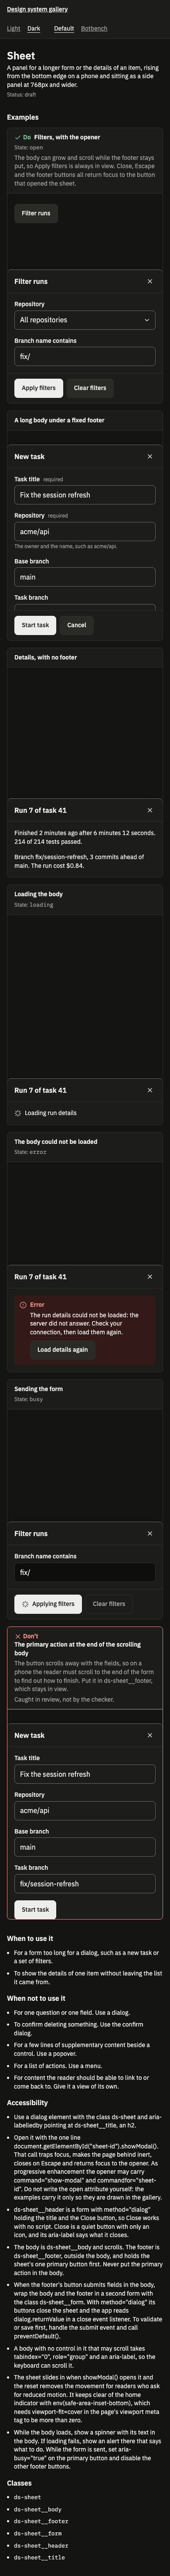 Design system gallery
Light Dark Default Botbench
Sheet
A panel for a longer form or the details of an item, rising
from the bottom edge on a phone and sitting as a side
panel at 768px and wider.
Status: draft
Examples
Do Filters, with the opener
State: open
The body can grow and scroll while the footer stays
put, so Apply filters is always in view. Close, Escape
and the footer buttons all return focus to the button
that opened the sheet.
Filter runs
Filter runs
Repository
All repositories
Branch name contains
fix/
Apply filters Clear filters
A long body under a fixed footer
New task
Task title required
Fix the session refresh
Repository required
acme/api
The owner and the name, such as acme/api.
Base branch
main
Task branch
Start task Cancel
Details, with no footer
Run 7 of task 41
Finished 2 minutes ago after 6 minutes 12 seconds.
214 of 214 tests passed.
Branch fix/session-refresh, 3 commits ahead of
main. The run cost $0.84.
Loading the body
State: loading
Run 7 of task 41
Loading run details
The body could not be loaded
State: error
Run 7 of task 41
Error
The run details could not be loaded: the
server did not answer. Check your
connection, then load them again.
Load details again
Sending the form
State: busy
Filter runs
Branch name contains
fix/
Applying filters Clear filters
Don't
The primary action at the end of the scrolling
body
The button scrolls away with the fields, so on a
phone the reader must scroll to the end of the form
to find out how to finish. Put it in ds-sheet__footer,
which stays in view.
Caught in review, not by the checker.
New task
Task title
Fix the session refresh
Repository
acme/api
Base branch
main
Task branch
fix/session-refresh
Start task
When to use it
• For a form too long for a dialog, such as a new task or
a set of filters.
• To show the details of one item without leaving the list
it came from.
When not to use it
• For one question or one field. Use a dialog.
• To confirm deleting something. Use the confirm
dialog.
• For a few lines of supplementary content beside a
control. Use a popover.
• For a list of actions. Use a menu.
• For content the reader should be able to link to or
come back to. Give it a view of its own.
Accessibility
• Use a dialog element with the class ds-sheet and aria-
labelledby pointing at ds-sheet__title, an h2.
• Open it with the one line
document.getElementById("sheet-id").showModal().
That call traps focus, makes the page behind inert,
closes on Escape and returns focus to the opener. As
progressive enhancement the opener may carry
command="show-modal" and commandfor="sheet-
id". Do not write the open attribute yourself: the
examples carry it only so they are drawn in the gallery.
• ds-sheet__header is a form with method="dialog"
holding the title and the Close button, so Close works
with no script. Close is a quiet button with only an
icon, and its aria-label says what it closes.
• The body is ds-sheet__body and scrolls. The footer is
ds-sheet__footer, outside the body, and holds the
sheet's one primary button first. Never put the primary
action in the body.
• When the footer's button submits fields in the body,
wrap the body and the footer in a second form with
the class ds-sheet__form. With method="dialog" its
buttons close the sheet and the app reads
dialog.returnValue in a close event listener. To validate
or save first, handle the submit event and call
preventDefault().
• A body with no control in it that may scroll takes
tabindex="0", role="group" and an aria-label, so the
keyboard can scroll it.
• The sheet slides in when showModal() opens it and
the reset removes the movement for readers who ask
for reduced motion. It keeps clear of the home
indicator with env(safe-area-inset-bottom), which
needs viewport-fit=cover in the page's viewport meta
tag to be more than zero.
• While the body loads, show a spinner with its text in
the body. If loading fails, show an alert there that says
what to do. While the form is sent, set aria-
busy="true" on the primary button and disable the
other footer buttons.
Classes
• ds-sheet
• ds-sheet__body
• ds-sheet__footer
• ds-sheet__form
• ds-sheet__header
• ds-sheet__title